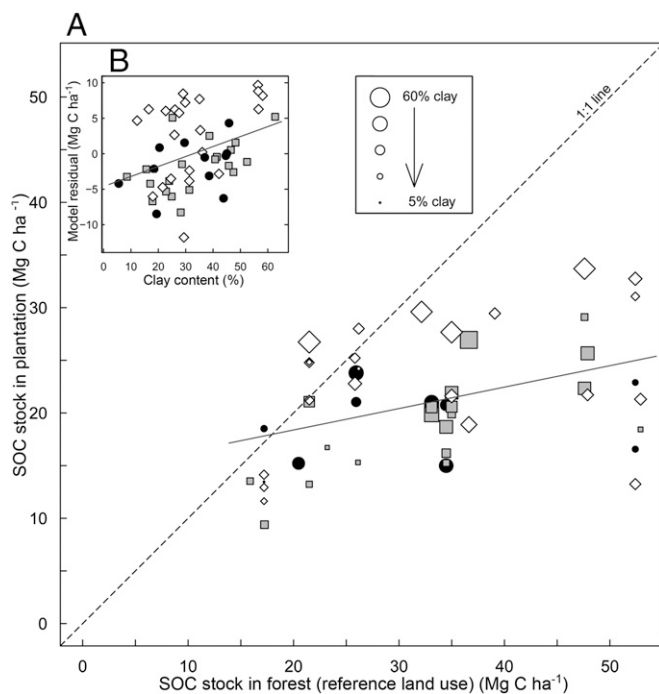 A
B
Model residual (Mg C ha⁻¹)
10
5
0
−5
−10
0 10 20 30 40 50 60
Clay content (%)
60% clay
5% clay
1:1 line
SOC stock in plantation (Mg C ha⁻¹)
50
40
30
20
10
0
0 10 20 30 40 50
SOC stock in forest (reference land use) (Mg C ha⁻¹)